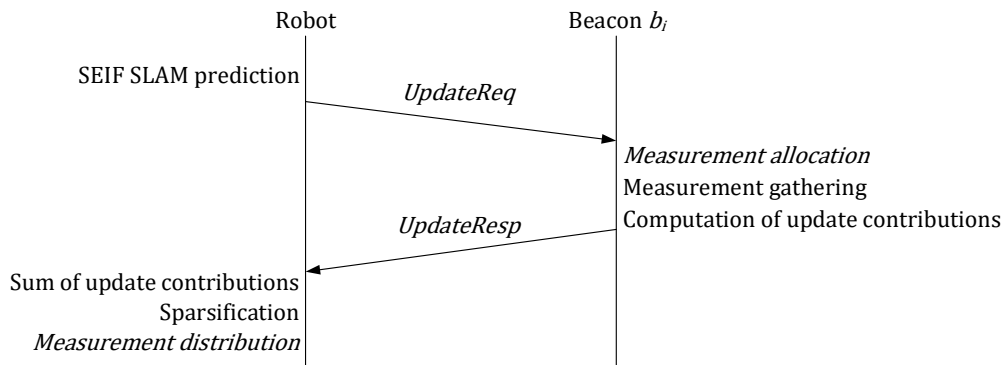 Robot
Beacon b_i
SEIF SLAM prediction
UpdateReq
Measurement allocation
Measurement gathering
Computation of update contributions
UpdateResp
Sum of update contributions
Sparsification
Measurement distribution